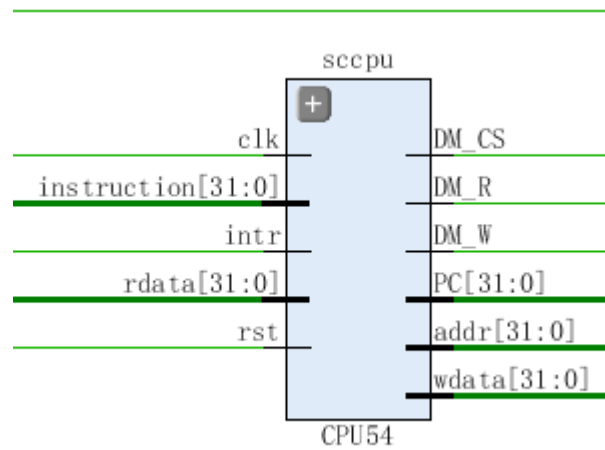 sccpu
clk
DM_CS
instruction[31:0]
DM_R
intr
DM_W
rdata[31:0]
PC[31:0]
rst
addr[31:0]
wdata[31:0]
CPU54